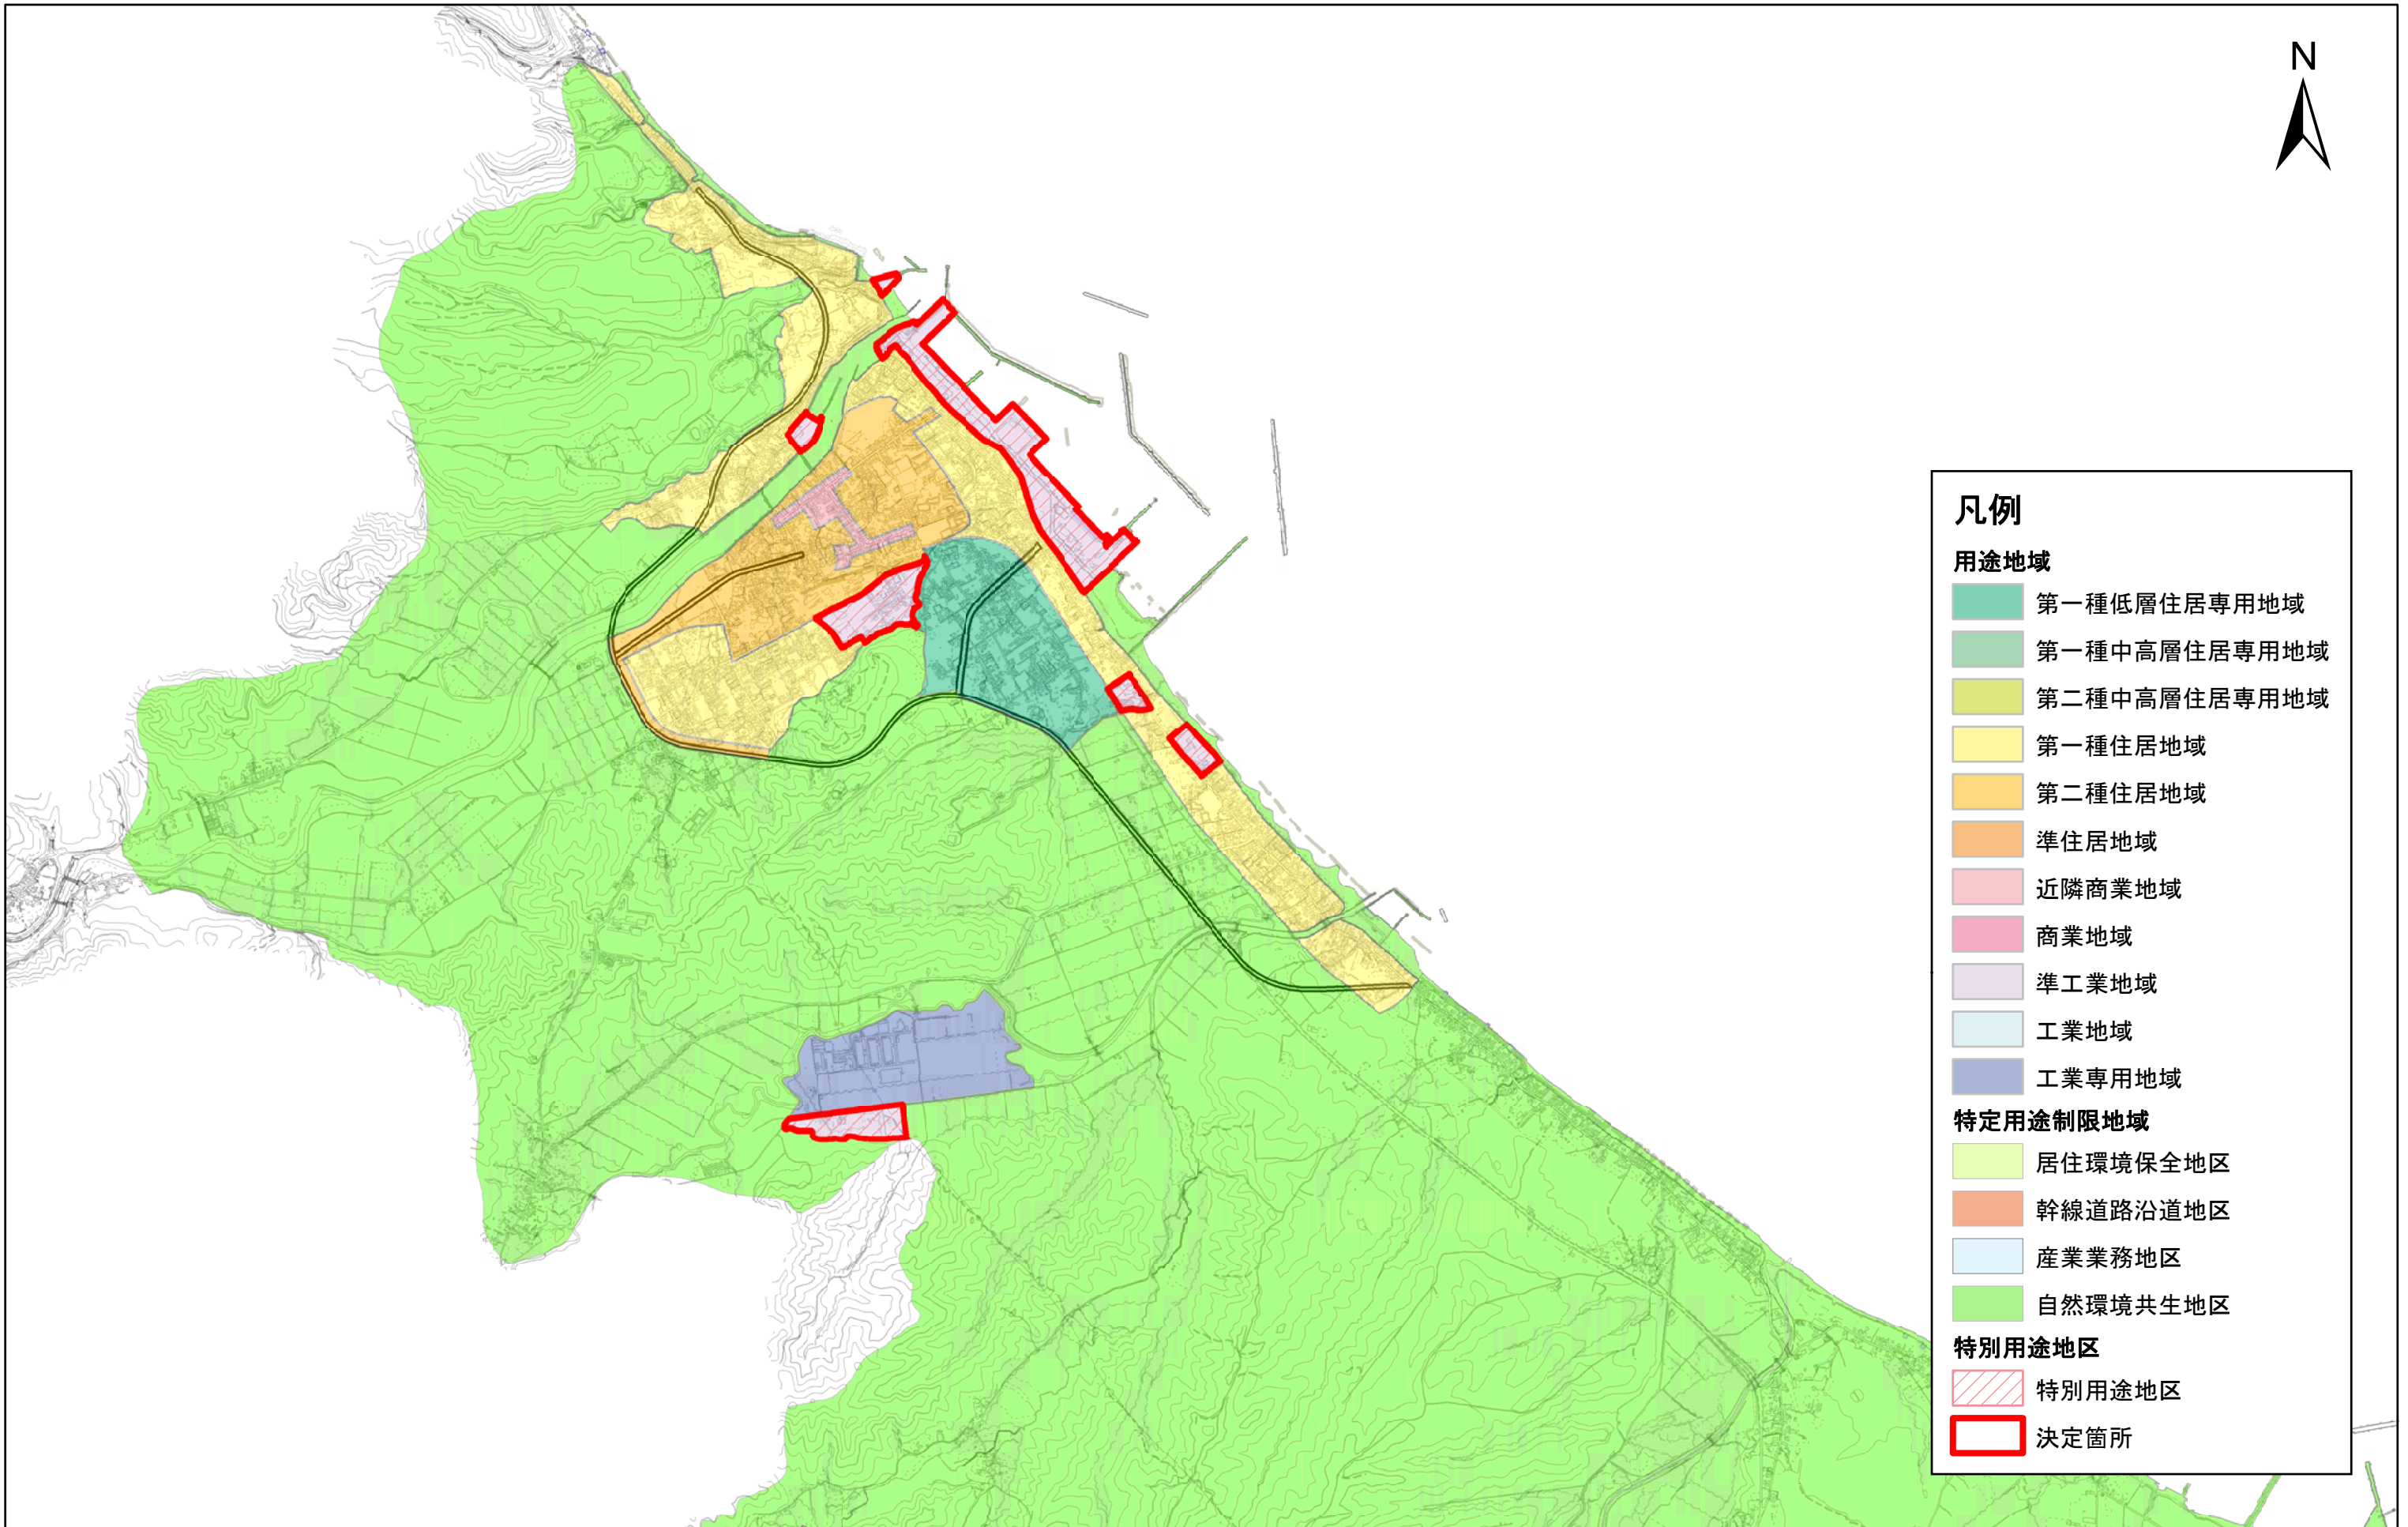 N
凡例
用途地域
第一種低層住居専用地域
第一種中高層住居専用地域
第二種中高層住居専用地域
第一種住居地域
第二種住居地域
準住居地域
近隣商業地域
商業地域
準工業地域
工業地域
工業専用地域
特定用途制限地域
居住環境保全地区
幹線道路沿道地区
産業業務地区
自然環境共生地区
特別用途地区
特別用途地区
決定箇所